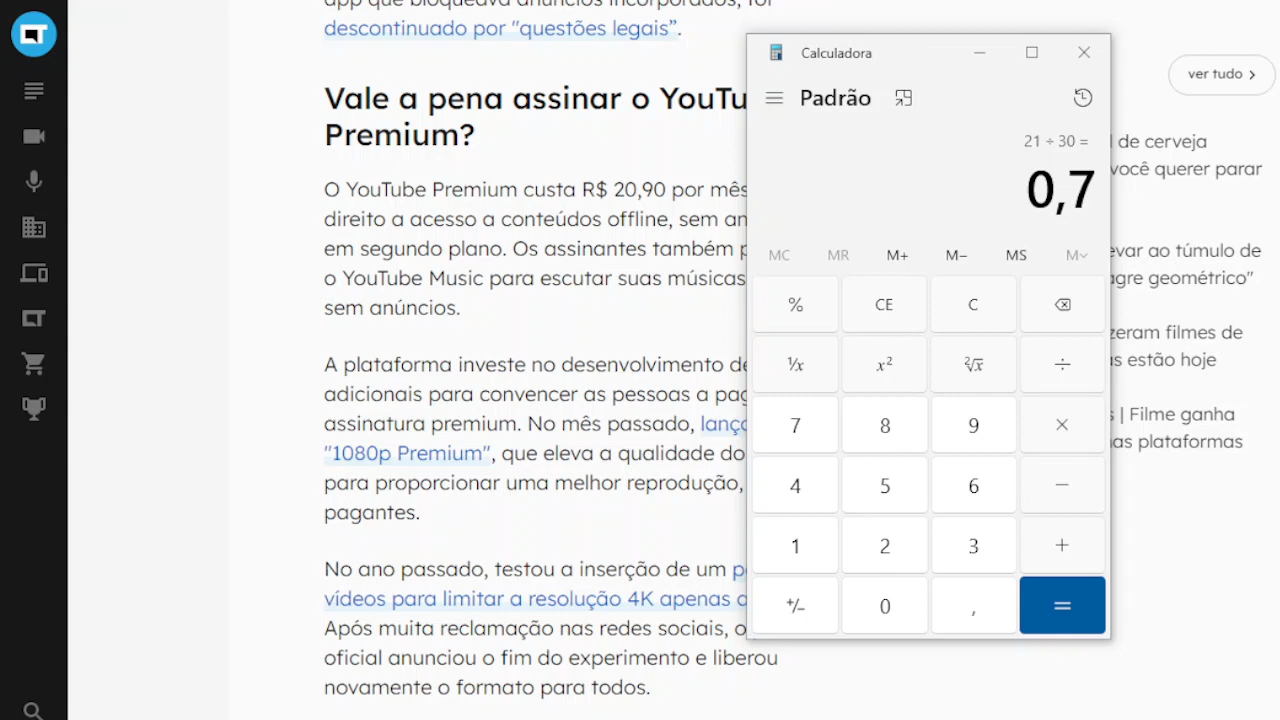 app que bloqueava anúncios incorporados, foi
descontinuado por "questões legais”.
Vale a pena assinar o YouTu
Premium?
O YouTube Premium custa R$ 20,90 por mês
direito a acesso a conteúdos offline, sem an
em segundo plano. Os assinantes também p
o YouTube Music para escutar suas músicas
sem anúncios.
A plataforma investe no desenvolvimento de
adicionais para convencer as pessoas a pag
assinatura premium. No mês passado, lanço
"1080p Premium", que eleva a qualidade do
para proporcionar uma melhor reprodução,
pagantes.
No ano passado, testou a inserção de um p
vídeos para limitar a resolução 4K apenas a
Após muita reclamação nas redes sociais, o
oficial anunciou o fim do experimento e liberou
novamente o formato para todos.
Calculadora
Padrão
21 ÷ 30 =
0,7
MC MR M+ M− MS M
% CE C
¹/x x² ²√x ÷
7 8 9 ×
4 5 6 −
1 2 3 +
+/− 0 , =
ver tudo
l de cerveja
você querer parar
evar ao túmulo de
agre geométrico"
zeram filmes de
as estão hoje
s | Filme ganha
nas plataformas